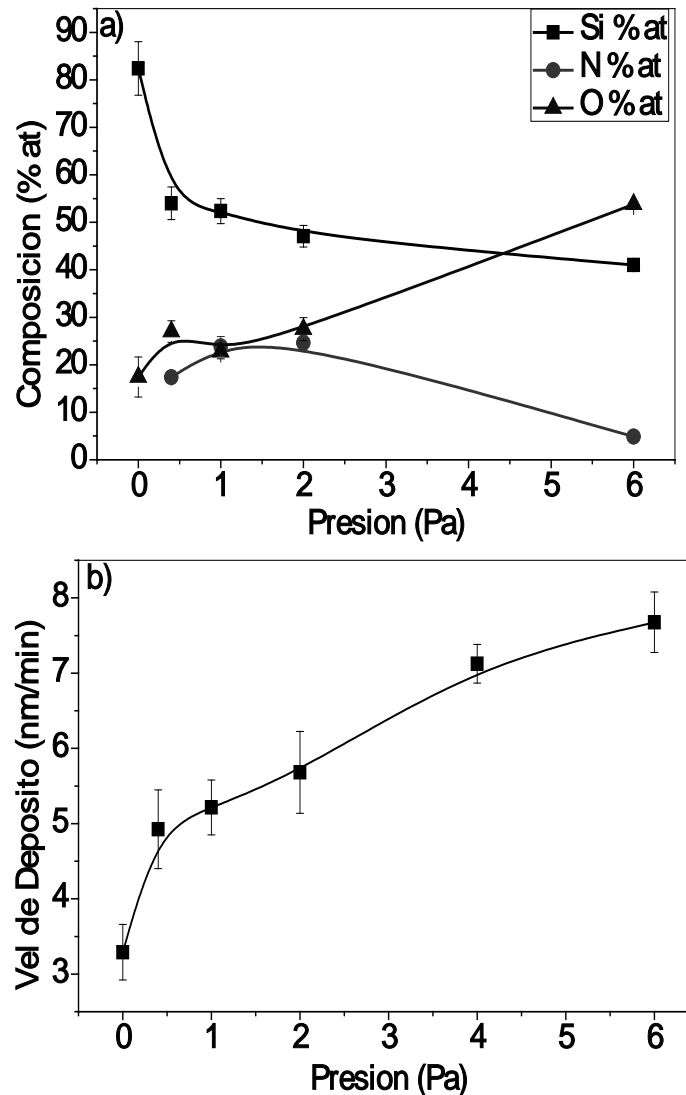 a)
Si %at
N %at
O %at
90
80
70
60
50
40
30
20
10
0
Composicion (% at)
0 1 2 3 4 5 6
Presion (Pa)
b)
8
7
6
5
4
3
Vel de Deposito (nm/min)
0 1 2 3 4 5 6
Presion (Pa)